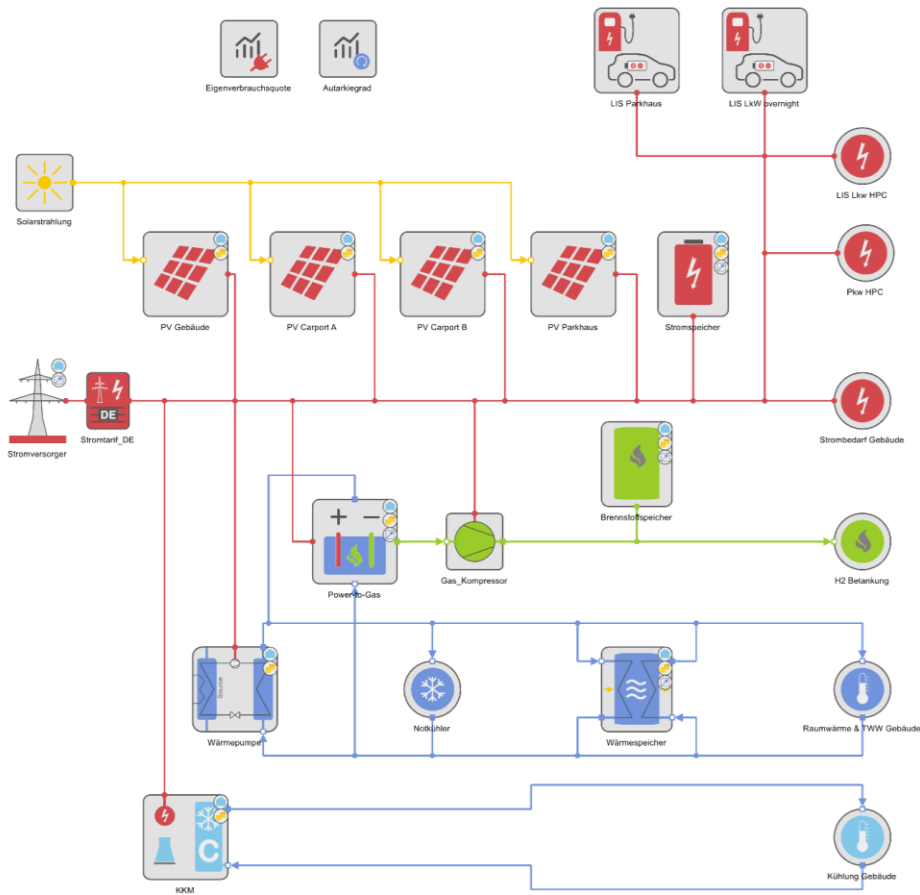 Eigenverbrauchsquote
Autarkiegrad
LIS Parkhaus
LIS LkW overnight
LIS Lkw HPC
Solarstrahlung
Pkw HPC
PV Gebäude
PV Carport A
PV Carport B
PV Parkhaus
Stromspeicher
DE
Stromversorger
Stromtarif_DE
Strombedarf Gebäude
Brennstoffspeicher
+ −
Power-to-Gas
Gas_Kompressor
H2 Betankung
Source
Wärmepumpe
Notkühler
Wärmespeicher
Raumwärme & TWW Gebäude
C
KKM
Kühlung Gebäude